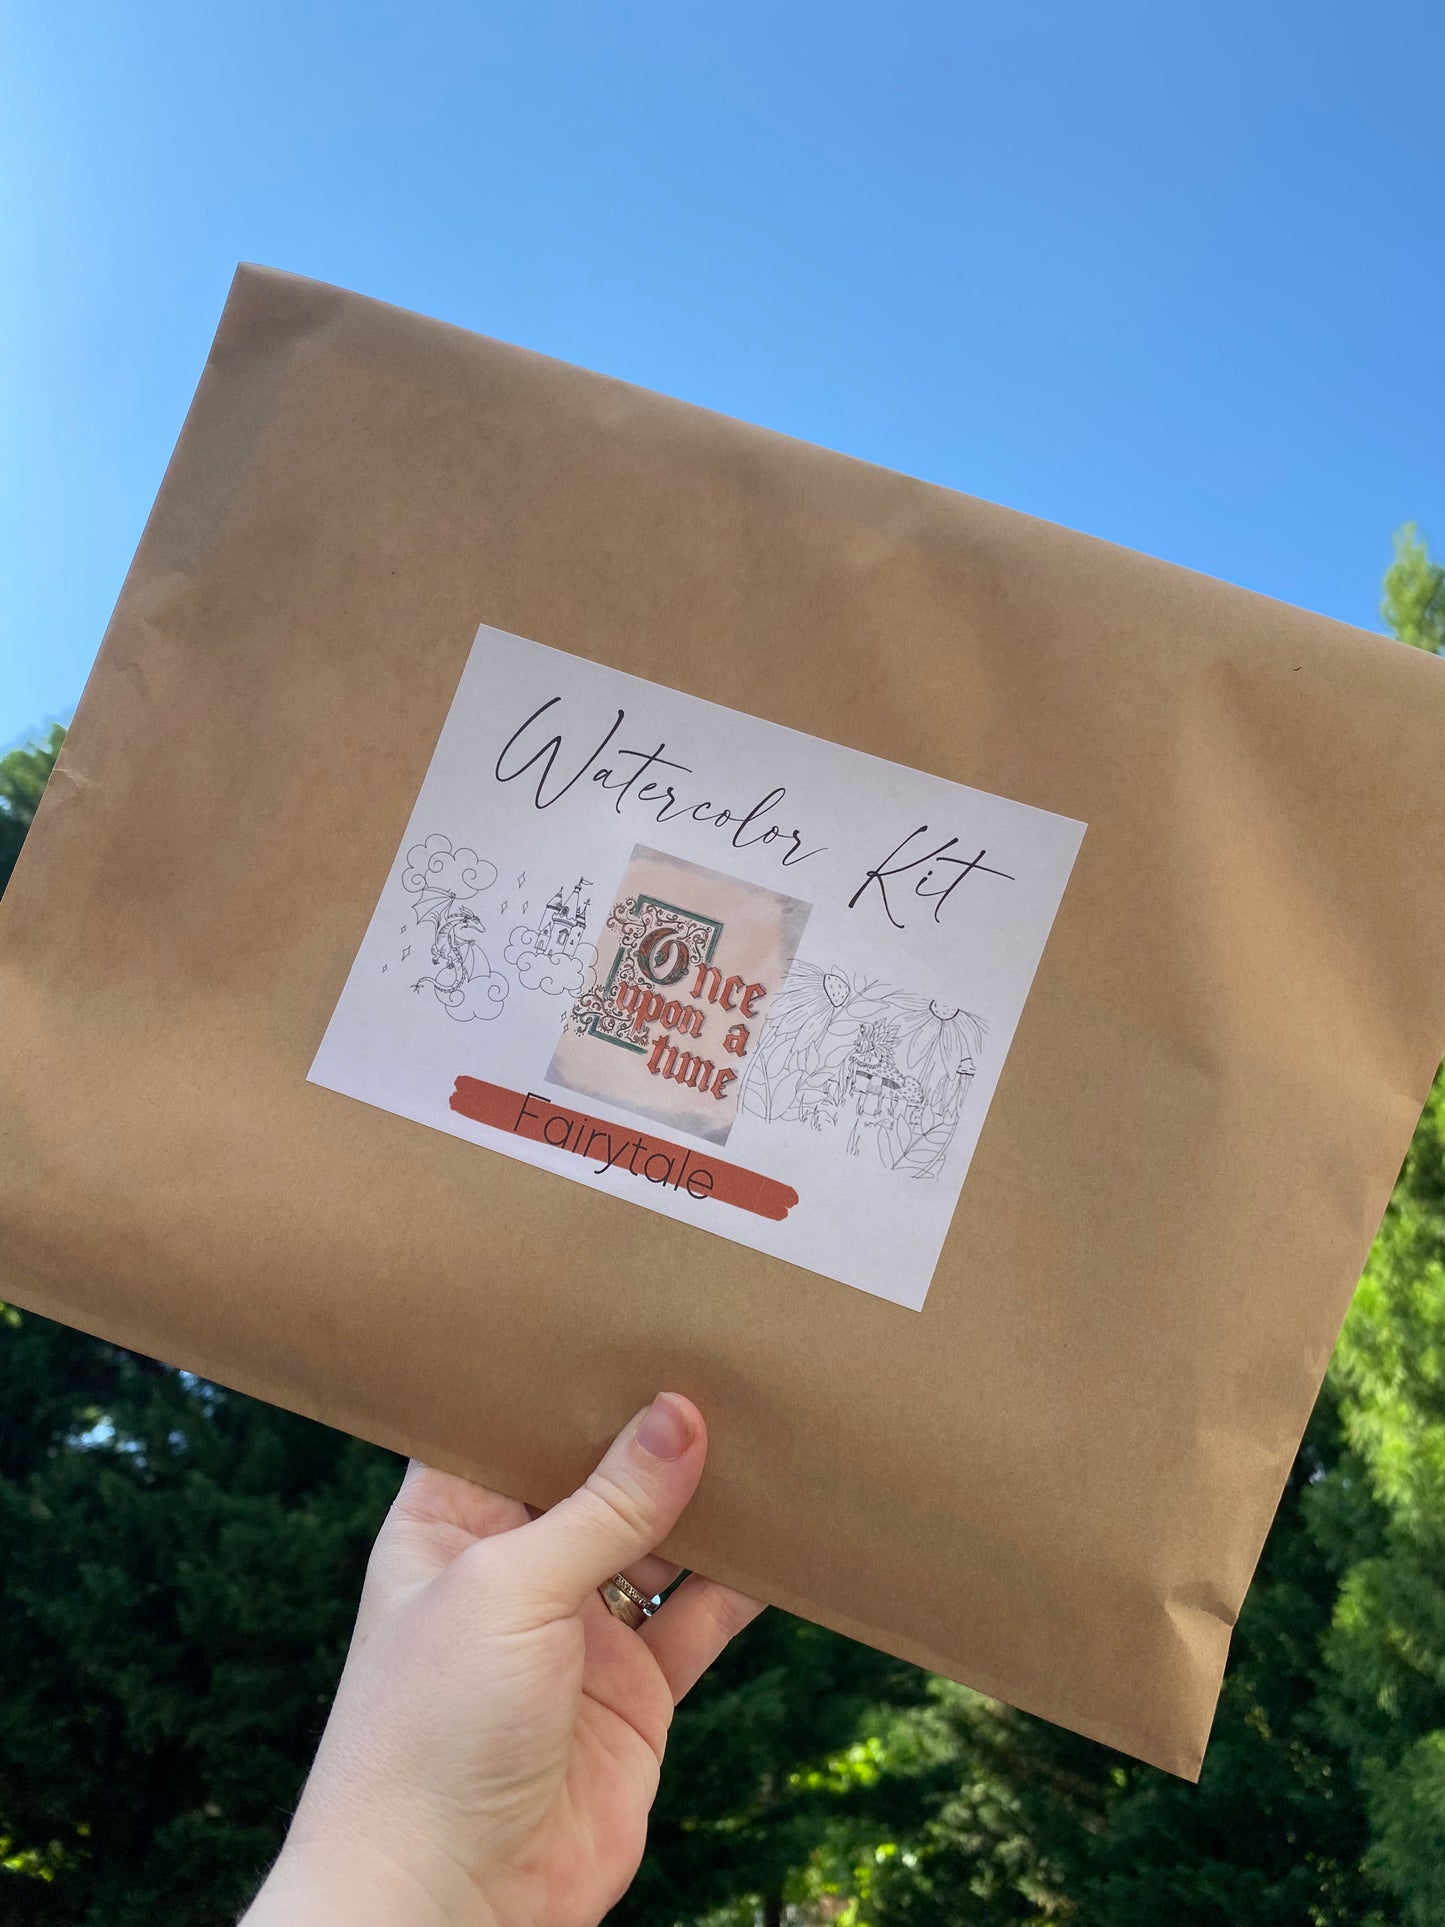 Watercolor Kit
Once
upon a
time
Fairytale